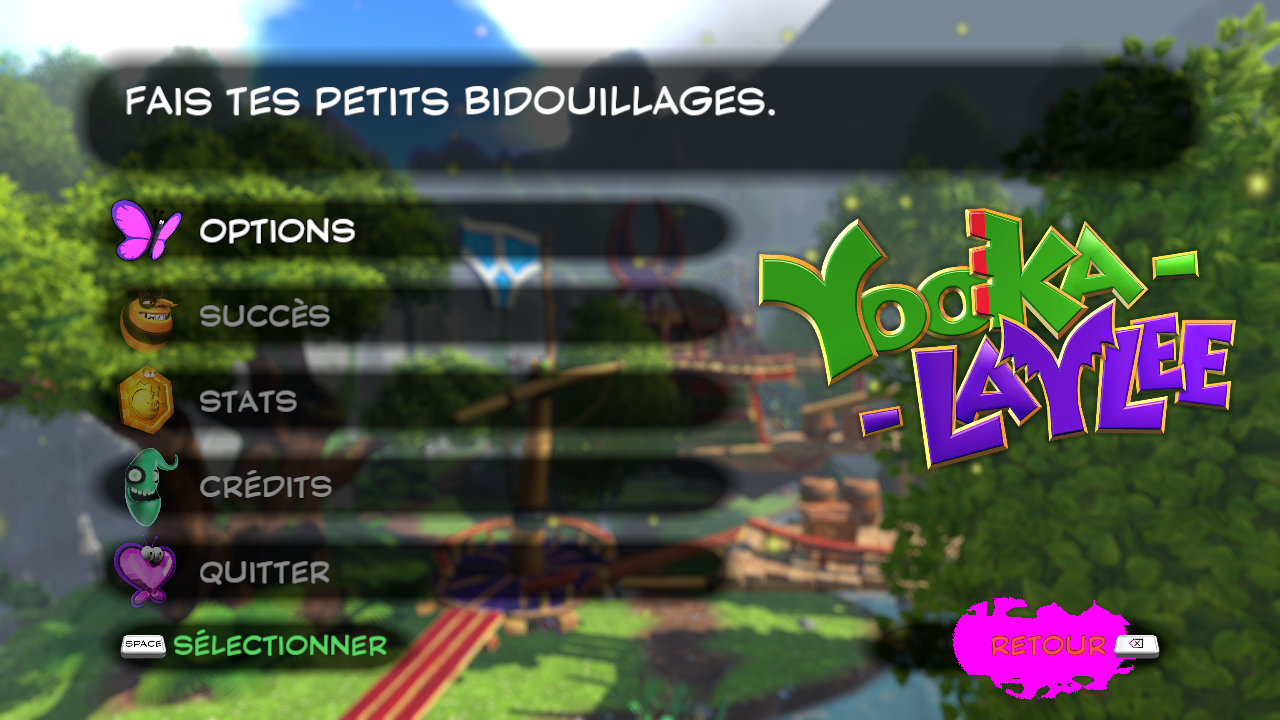 FAIS TES PETITS BIDOUILLAGES.
OPTIONS
SUCCÈS
STATS
CRÉDITS
QUITTER
YOOKA-
-LAYLEE
SPACE SÉLECTIONNER
RETOUR